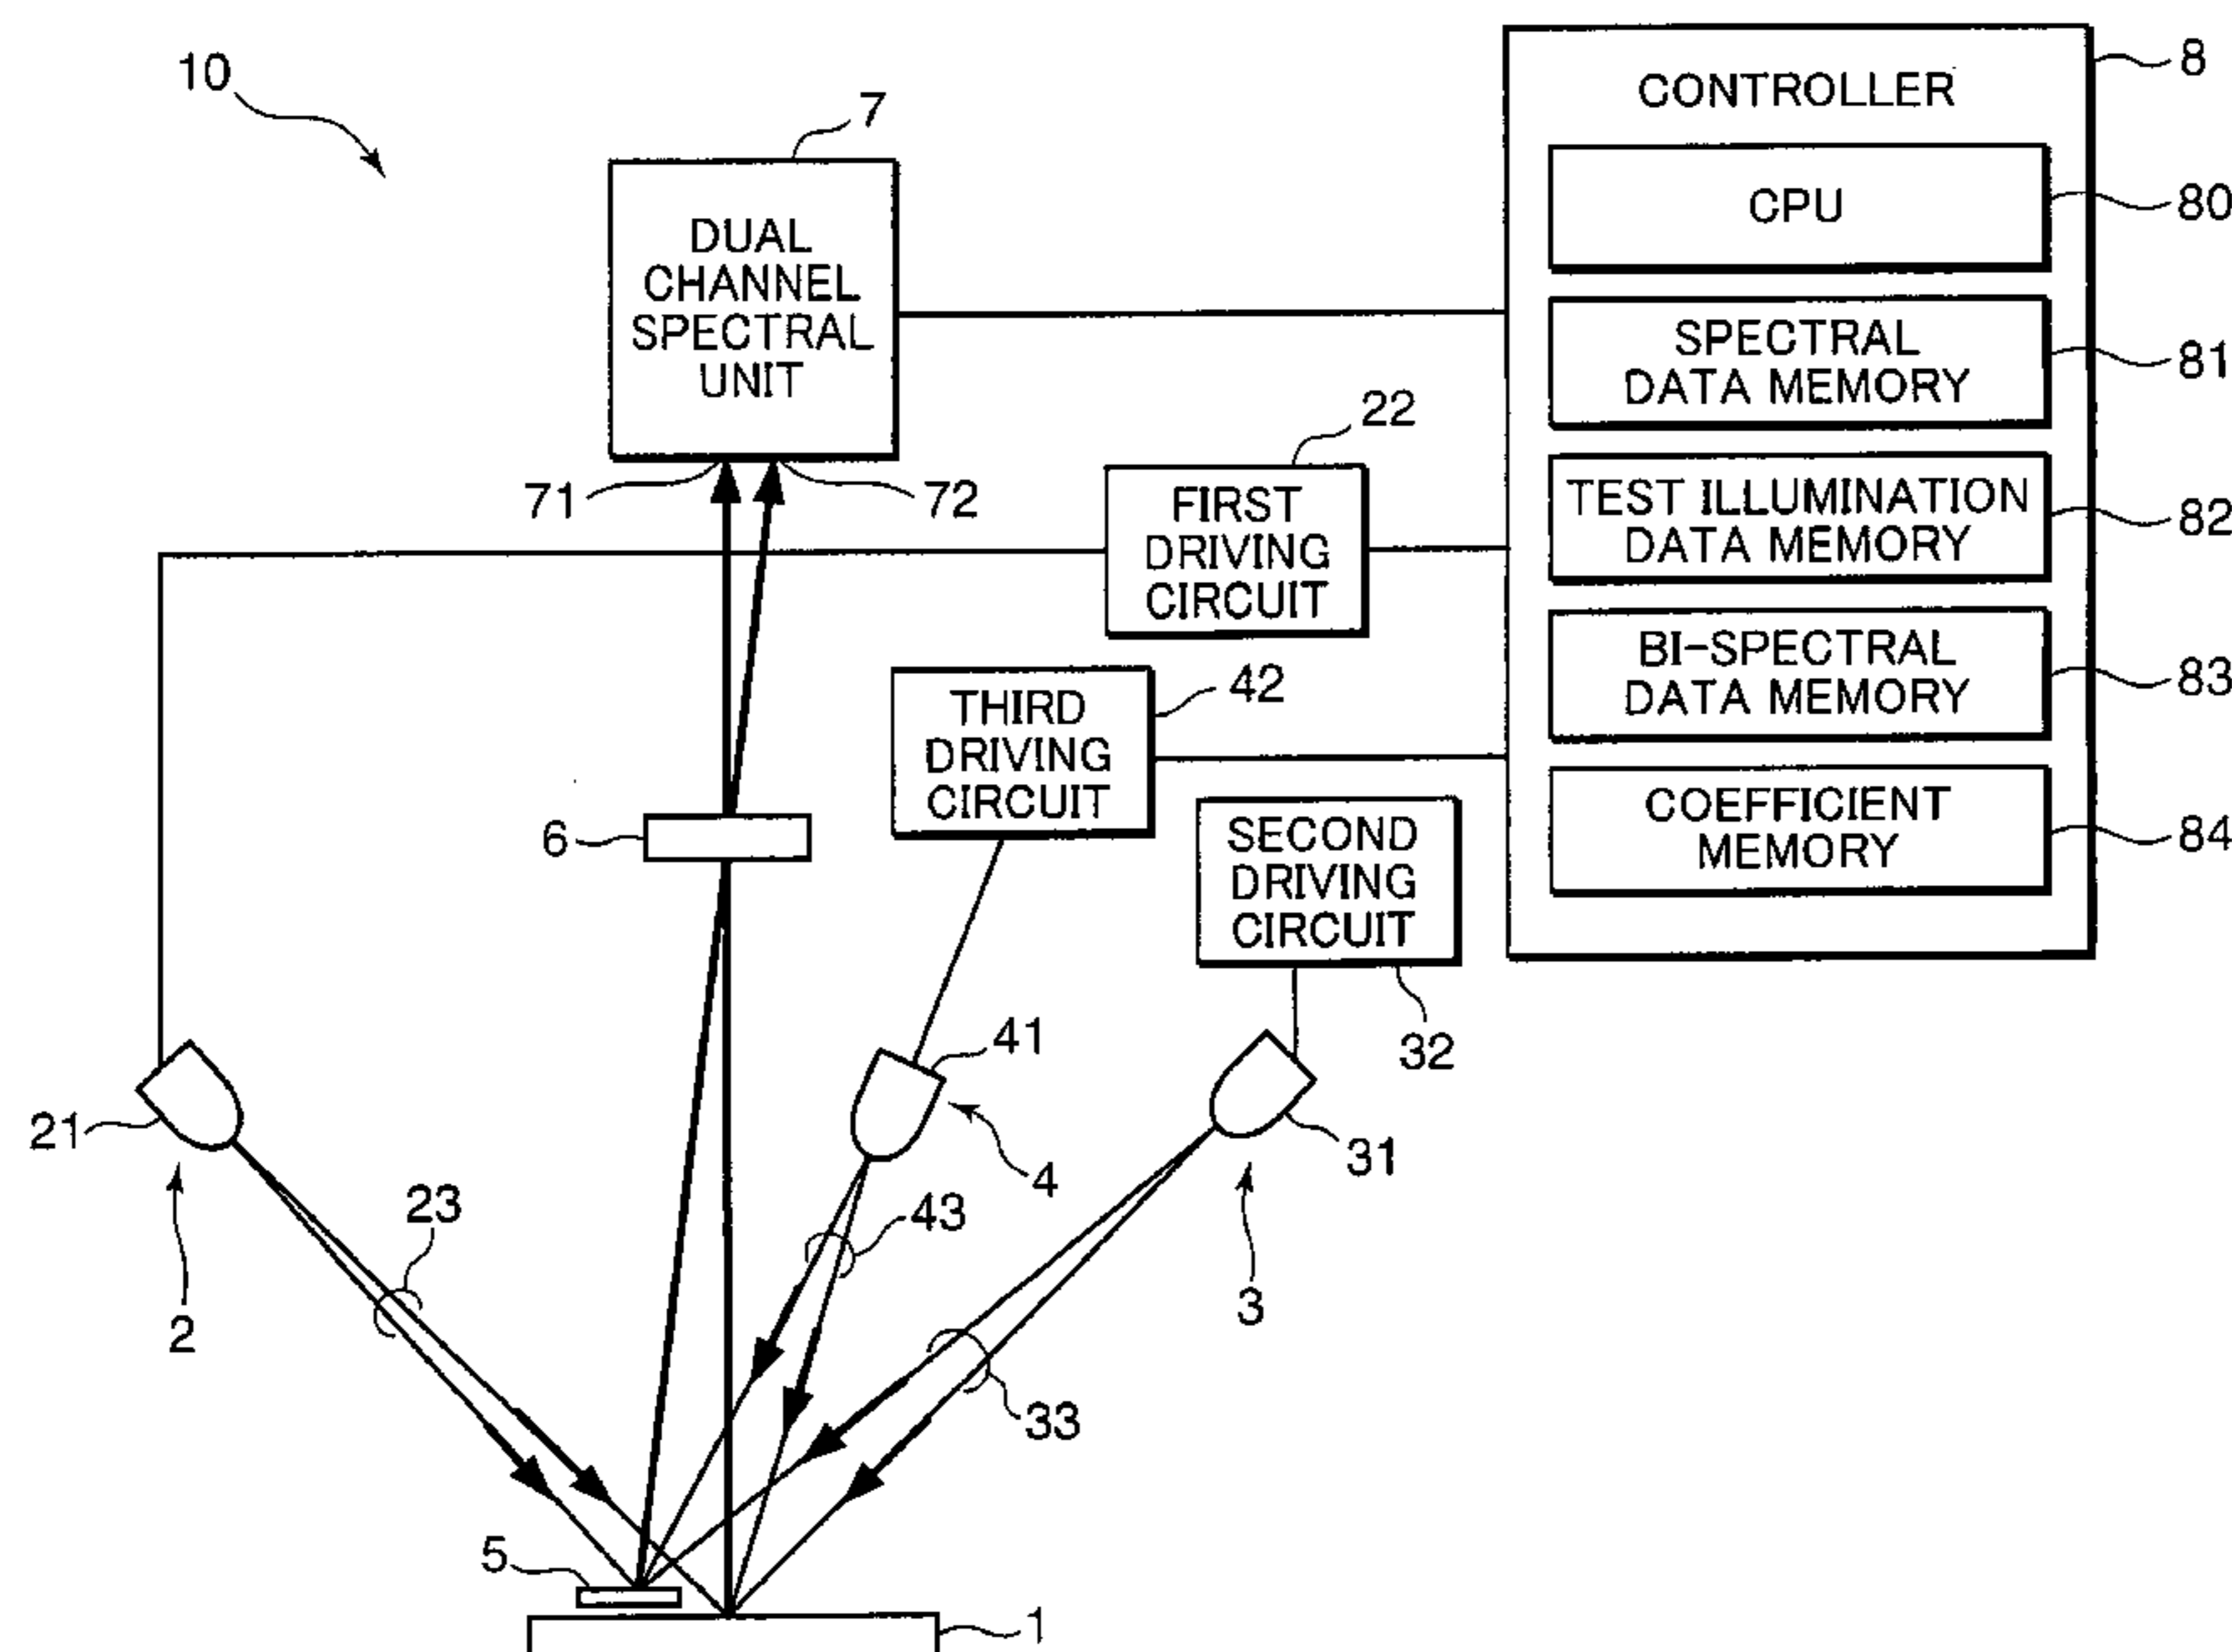 10
7
DUAL
CHANNEL
SPECTRAL
UNIT
71
72
CONTROLLER
8
CPU
80
SPECTRAL
DATA MEMORY
81
TEST ILLUMINATION
DATA MEMORY
82
BI-SPECTRAL
DATA MEMORY
83
COEFFICIENT
MEMORY
84
22
FIRST
DRIVING
CIRCUIT
42
THIRD
DRIVING
CIRCUIT
SECOND
DRIVING
CIRCUIT
32
6
21
2
23
41
4
43
31
3
33
5
1